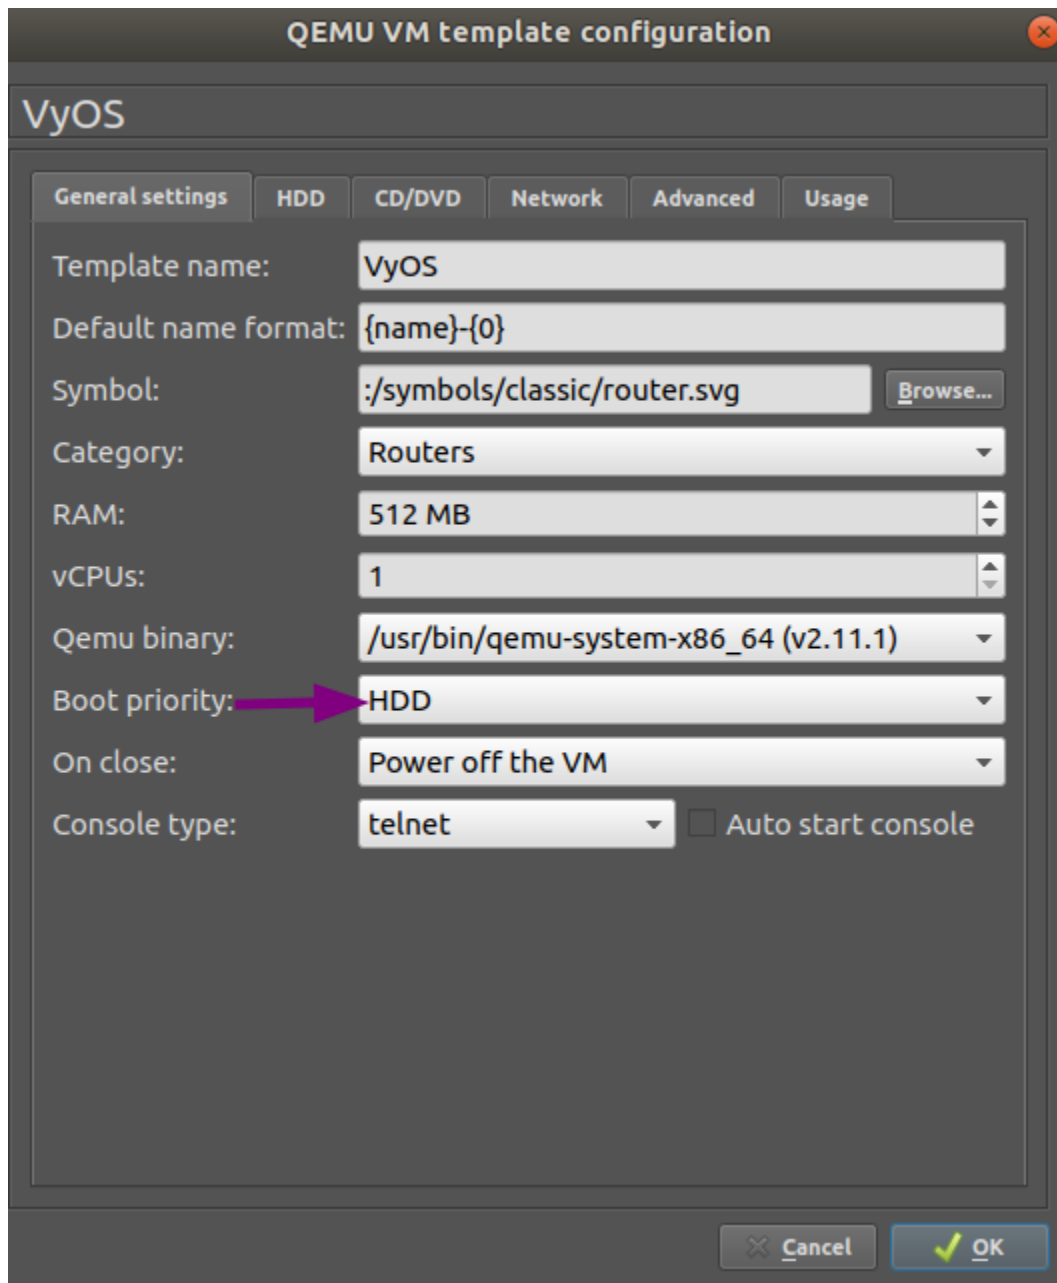 QEMU VM template configuration
VyOS
General settings HDD CD/DVD Network Advanced Usage
Template name: VyOS
Default name format: {name}-{0}
Symbol: :/symbols/classic/router.svg Browse...
Category: Routers
RAM: 512 MB
vCPUs: 1
Qemu binary: /usr/bin/qemu-system-x86_64 (v2.11.1)
Boot priority: HDD
On close: Power off the VM
Console type: telnet Auto start console
Cancel OK